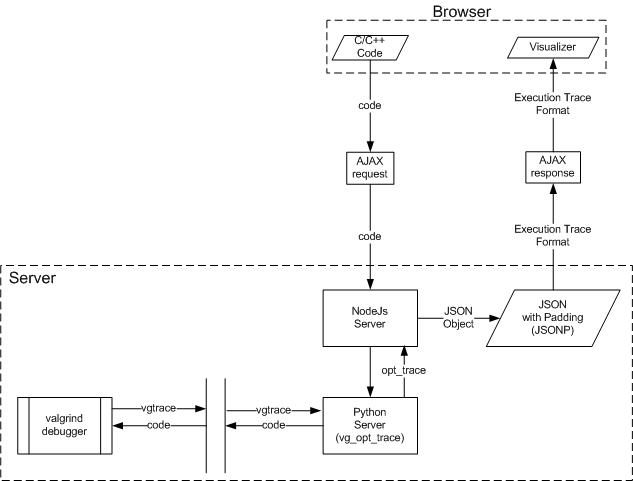 Browser
C/C++
Code
Visualizer
code
Execution Trace
Format
AJAX
request
AJAX
response
code
Execution Trace
Format
Server
NodeJs
Server
JSON
Object
JSON
with Padding
(JSONP)
opt_trace
valgrind
debugger
vgtrace
code
vgtrace
code
Python
Server
(vg_opt_trace)